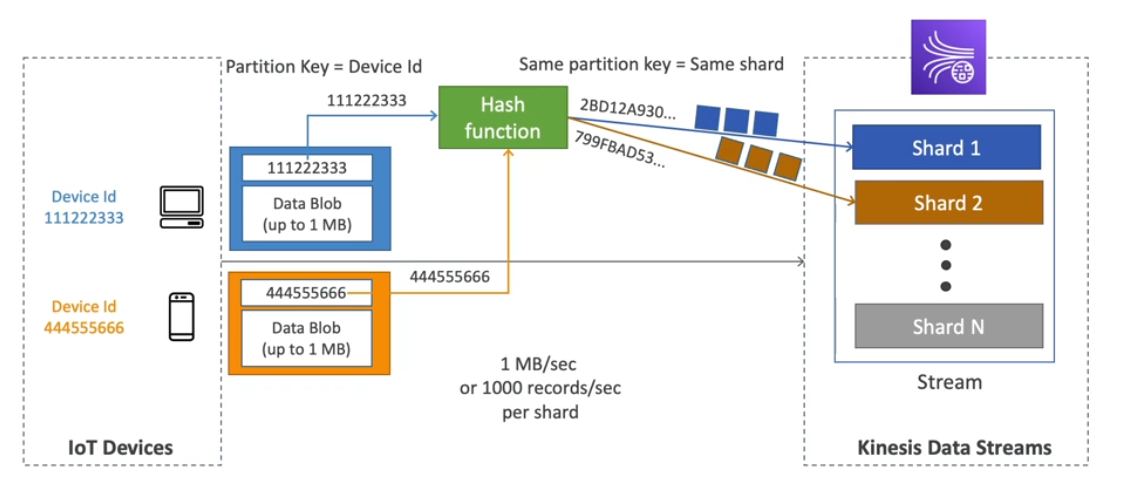 Partition Key = Device Id
Same partition key = Same shard
111222333
Hash
function
2BD12A930...
799FBAD53...
Shard 1
Shard 2
Shard N
Stream
Device Id
111222333
111222333
Data Blob
(up to 1 MB)
Device Id
444555666
444555666
Data Blob
(up to 1 MB)
444555666
1 MB/sec
or 1000 records/sec
per shard
IoT Devices
Kinesis Data Streams